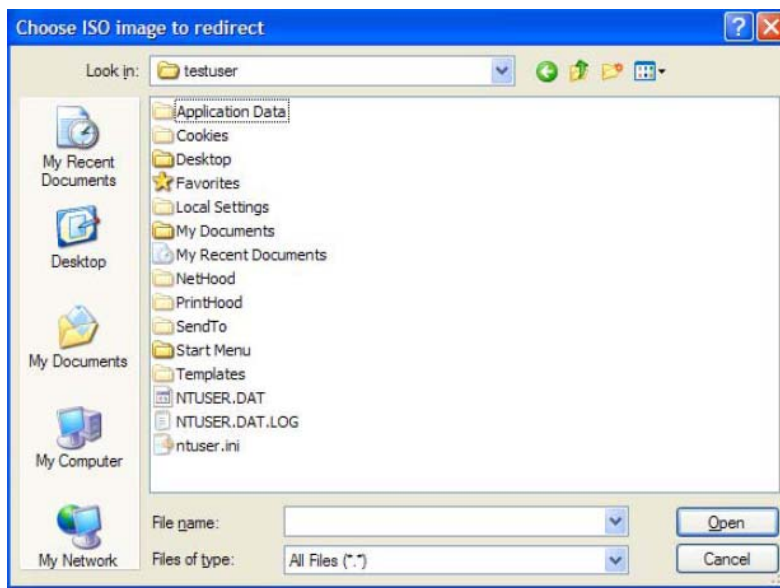 Choose ISO image to redirect
Look in: testuser
My Recent
Documents
Desktop
My Documents
My Computer
My Network
Application Data
Cookies
Desktop
Favorites
Local Settings
My Documents
My Recent Documents
NetHood
PrintHood
SendTo
Start Menu
Templates
NTUSER.DAT
NTUSER.DAT.LOG
ntuser.ini
File name:
Open
Files of type: All Files (*.*)
Cancel